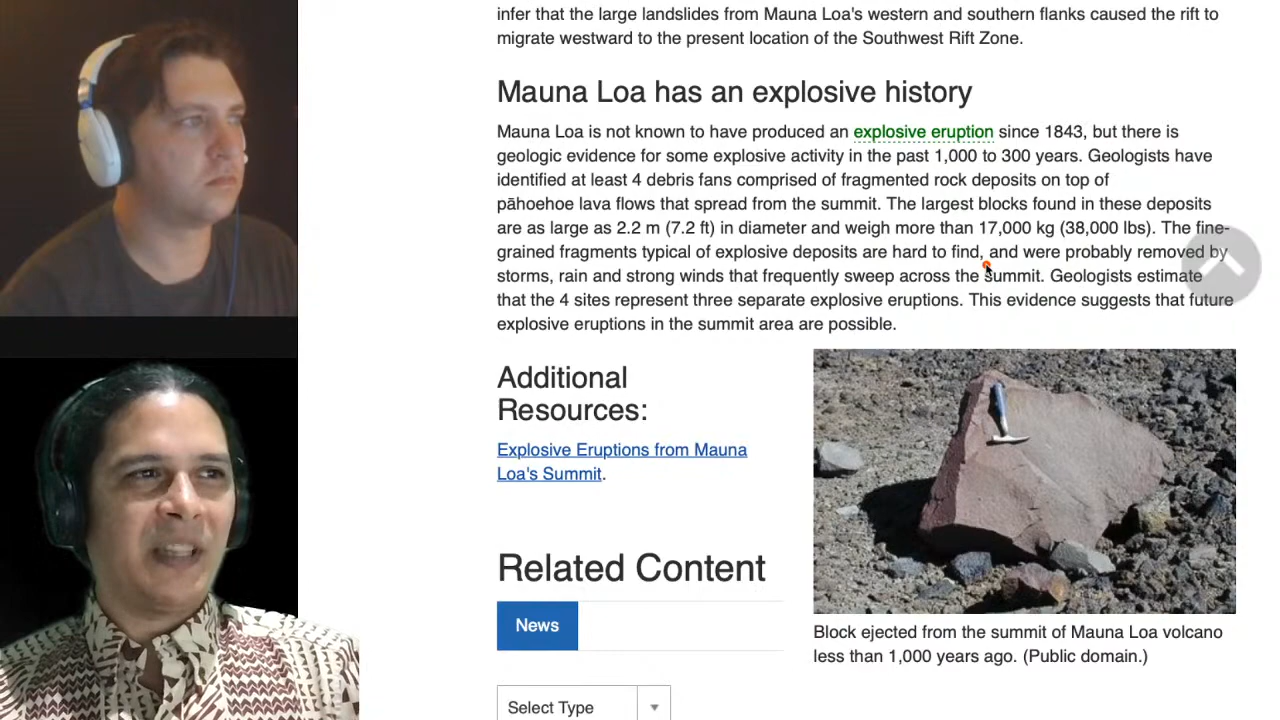 infer that the large landslides from Mauna Loa's western and southern flanks caused the rift to
migrate westward to the present location of the Southwest Rift Zone.
Mauna Loa has an explosive history
Mauna Loa is not known to have produced an explosive eruption since 1843, but there is
geologic evidence for some explosive activity in the past 1,000 to 300 years. Geologists have
identified at least 4 debris fans comprised of fragmented rock deposits on top of
pāhoehoe lava flows that spread from the summit. The largest blocks found in these deposits
are as large as 2.2 m (7.2 ft) in diameter and weigh more than 17,000 kg (38,000 lbs). The fine-
grained fragments typical of explosive deposits are hard to find, and were probably removed by
storms, rain and strong winds that frequently sweep across the summit. Geologists estimate
that the 4 sites represent three separate explosive eruptions. This evidence suggests that future
explosive eruptions in the summit area are possible.
Additional
Resources:
Explosive Eruptions from Mauna
Loa's Summit.
Block ejected from the summit of Mauna Loa volcano
less than 1,000 years ago. (Public domain.)
Related Content
News
Select Type